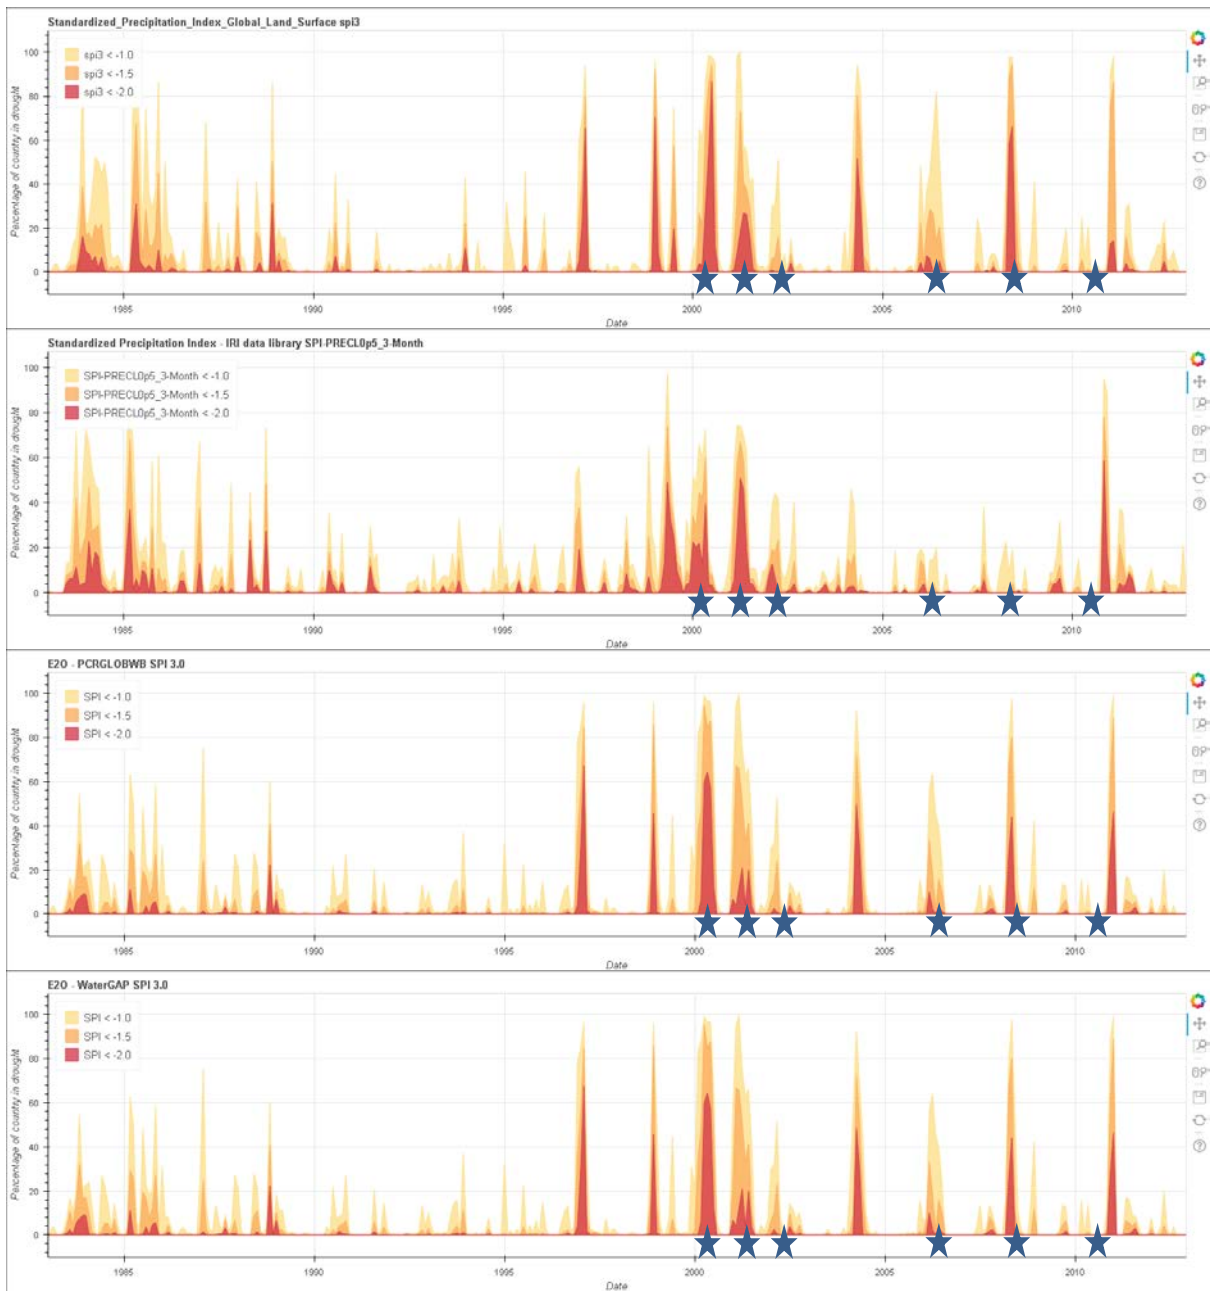 Standardized_Precipitation_Index_Global_Land_Surface spi3
Percentage of country in drought
100
80
60
40
20
0
spi3 < -1.0
spi3 < -1.5
spi3 < -2.0
1985 1990 1995 2000 2005 2010
Date
Standardized Precipitation Index - IRI data library SPI-PRECL0p5_3-Month
Percentage of country in drought
100
80
60
40
20
0
SPI-PRECL0p5_3-Month < -1.0
SPI-PRECL0p5_3-Month < -1.5
SPI-PRECL0p5_3-Month < -2.0
1985 1990 1995 2000 2005 2010
Date
E2O - PCRGLOBWB SPI 3.0
Percentage of country in drought
100
80
60
40
20
0
SPI < -1.0
SPI < -1.5
SPI < -2.0
1985 1990 1995 2000 2005 2010
Date
E2O - WaterGAP SPI 3.0
Percentage of country in drought
100
80
60
40
20
0
SPI < -1.0
SPI < -1.5
SPI < -2.0
1985 1990 1995 2000 2005 2010
Date